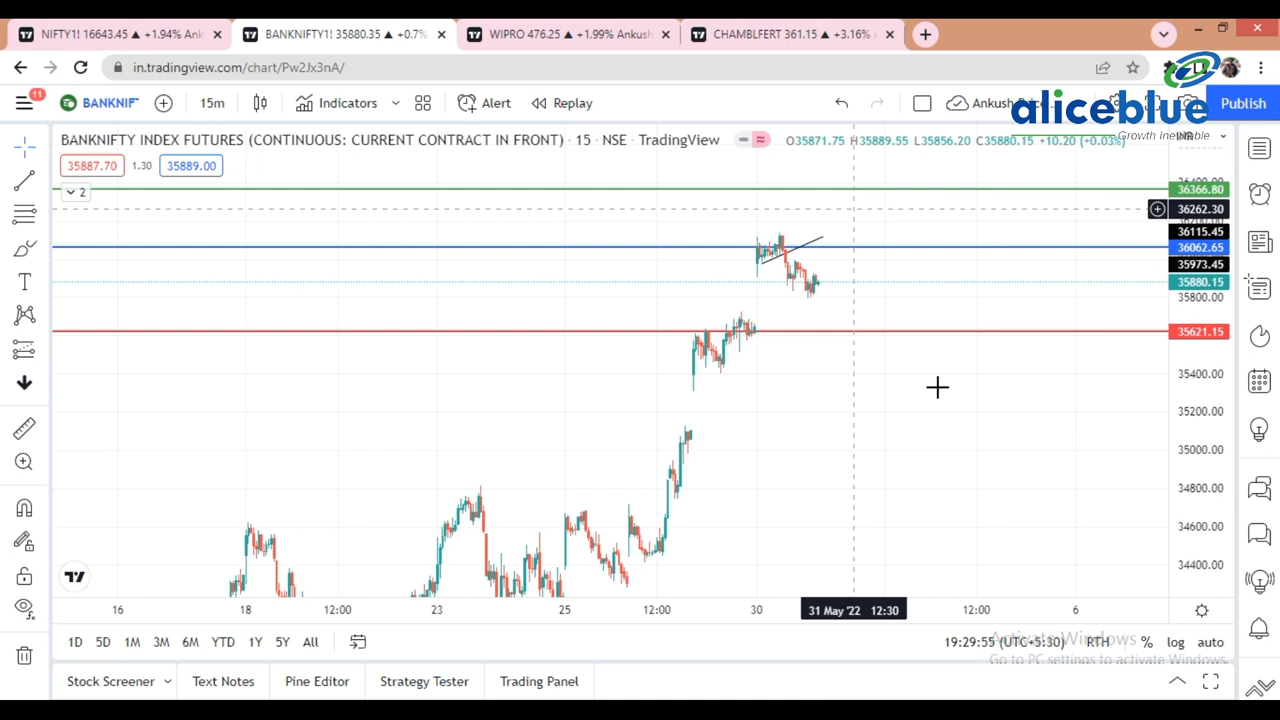 NIFTY1! 16643.45 ▲ +1.94% Ankush
BANKNIFTY1! 35880.35 ▲ +0.7%
WIPRO 476.25 ▲ +1.99% Ankush
CHAMBLFERT 361.15 ▲ +3.16%
in.tradingview.com/chart/Pw2Jx3nA/
11
BANKNIF
15m
Indicators
Alert
Replay
Ankush
aliceblue
Growth Inevitable
Publish
BANKNIFTY INDEX FUTURES (CONTINUOUS: CURRENT CONTRACT IN FRONT) · 15 · NSE · TradingView
O35871.75 H35889.55 L35856.20 C35880.15 +10.20 (+0.03%)
35887.70 1.30 35889.00
2
36366.80
36262.30
36115.45
36062.65
35973.45
35880.15
35800.00
35621.15
35400.00
35200.00
35000.00
34800.00
34600.00
34400.00
16 18 12:00 23 25 12:00 30 31 May '22 12:30 12:00 6
1D 5D 1M 3M 6M YTD 1Y 5Y All
19:29:55 (UTC+5:30) RTH % log auto
Activate Windows
Go to PC settings to activate Windows.
Stock Screener Text Notes Pine Editor Strategy Tester Trading Panel